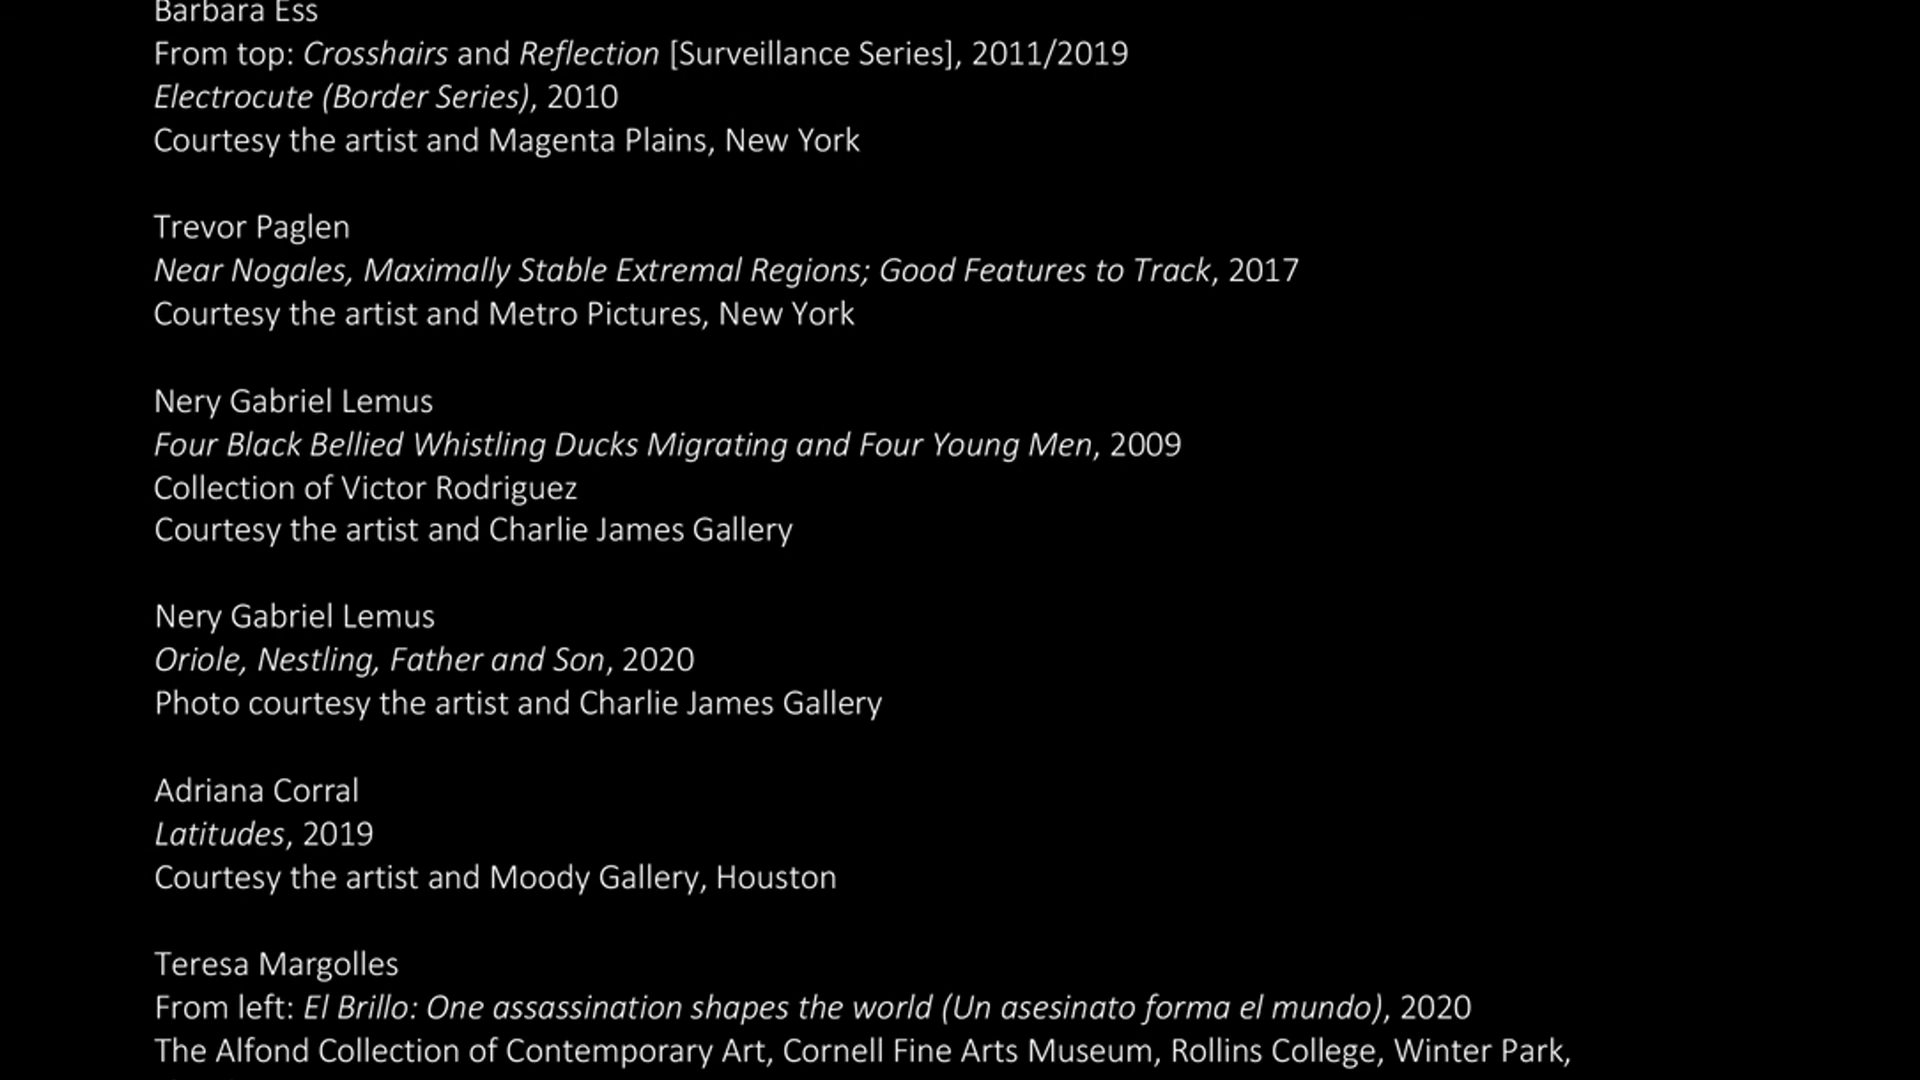 Barbara Ess
From top: Crosshairs and Reflection [Surveillance Series], 2011/2019
Electrocute (Border Series), 2010
Courtesy the artist and Magenta Plains, New York
Trevor Paglen
Near Nogales, Maximally Stable Extremal Regions; Good Features to Track, 2017
Courtesy the artist and Metro Pictures, New York
Nery Gabriel Lemus
Four Black Bellied Whistling Ducks Migrating and Four Young Men, 2009
Collection of Victor Rodriguez
Courtesy the artist and Charlie James Gallery
Nery Gabriel Lemus
Oriole, Nestling, Father and Son, 2020
Photo courtesy the artist and Charlie James Gallery
Adriana Corral
Latitudes, 2019
Courtesy the artist and Moody Gallery, Houston
Teresa Margolles
From left: El Brillo: One assassination shapes the world (Un asesinato forma el mundo), 2020
The Alfond Collection of Contemporary Art, Cornell Fine Arts Museum, Rollins College, Winter Park,